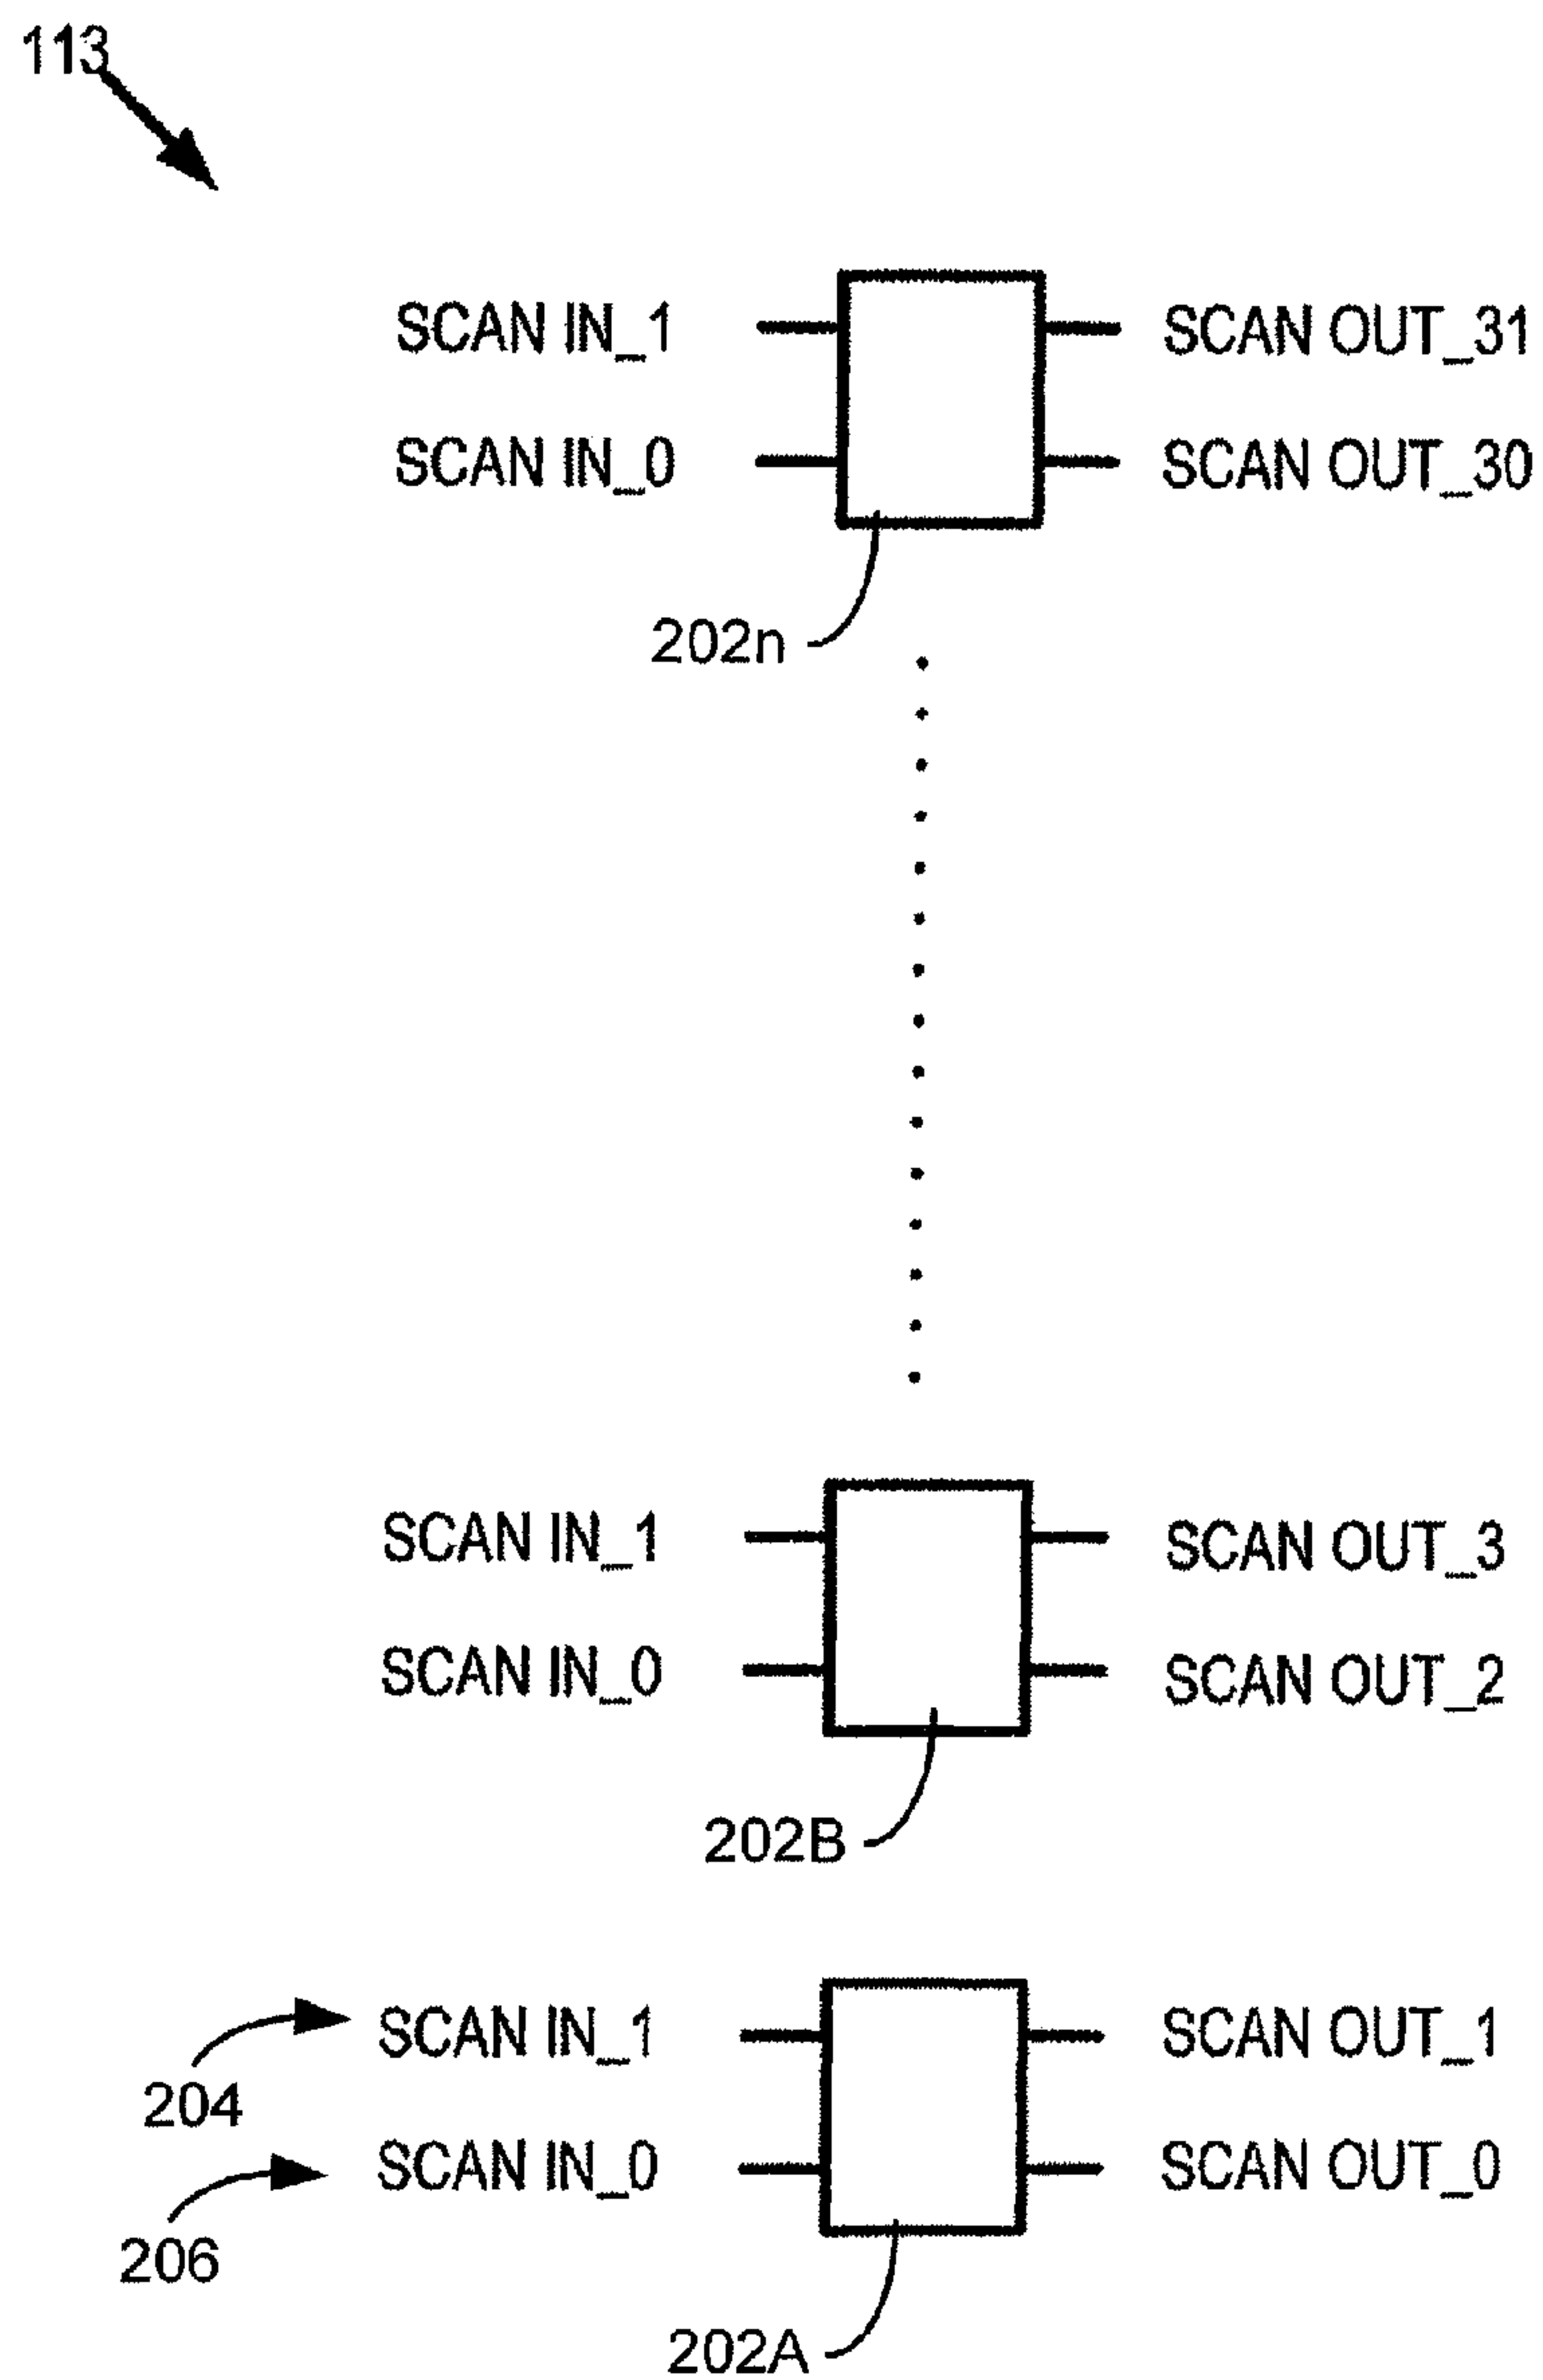 113
SCAN IN_1 SCAN OUT_31
SCAN IN_0 SCAN OUT_30
202n
SCAN IN_1 SCAN OUT_3
SCAN IN_0 SCAN OUT_2
202B
SCAN IN_1 SCAN OUT_1
204
SCAN IN_0 SCAN OUT_0
206
202A